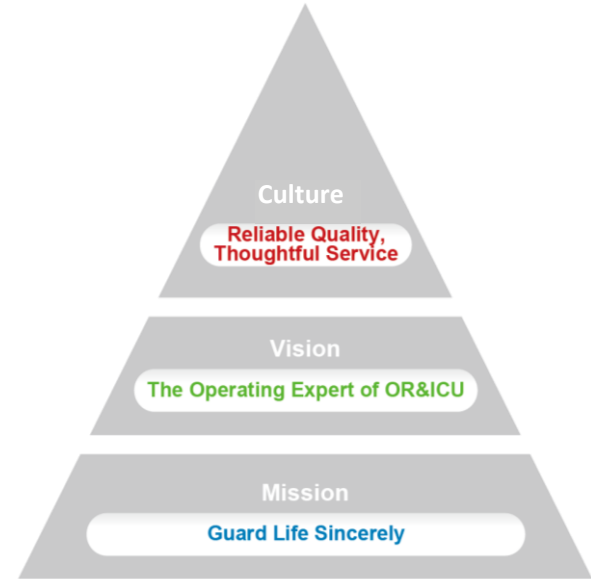 Culture
Reliable Quality,
Thoughtful Service
Vision
The Operating Expert of OR&ICU
Mission
Guard Life Sincerely